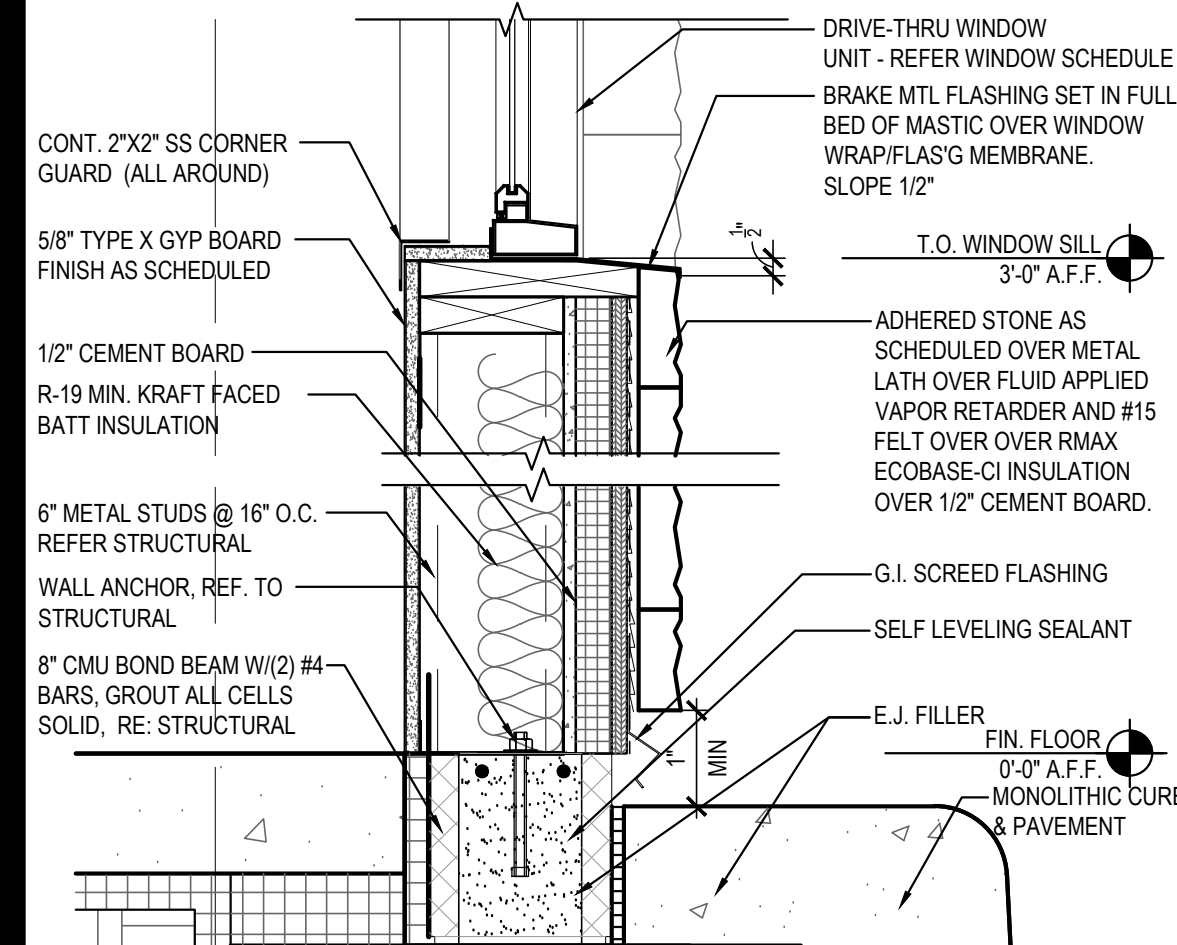 DRIVE-THRU WINDOW
UNIT - REFER WINDOW SCHEDULE
BRAKE MTL FLASHING SET IN FULL
BED OF MASTIC OVER WINDOW
WRAP/FLAS'G MEMBRANE.
SLOPE 1/2"
CONT. 2"X2" SS CORNER
GUARD (ALL AROUND)
5/8" TYPE X GYP BOARD
FINISH AS SCHEDULED
1/2"
T.O. WINDOW SILL
3'-0" A.F.F.
1/2" CEMENT BOARD
R-19 MIN. KRAFT FACED
BATT INSULATION
ADHERED STONE AS
SCHEDULED OVER METAL
LATH OVER FLUID APPLIED
VAPOR RETARDER AND #15
FELT OVER OVER RMAX
ECOBASE-CI INSULATION
OVER 1/2" CEMENT BOARD.
6" METAL STUDS @ 16" O.C.
REFER STRUCTURAL
WALL ANCHOR, REF. TO
STRUCTURAL
8" CMU BOND BEAM W/(2) #4
BARS, GROUT ALL CELLS
SOLID, RE: STRUCTURAL
G.I. SCREED FLASHING
SELF LEVELING SEALANT
E.J. FILLER
1"
MIN
FIN. FLOOR
0'-0" A.F.F.
MONOLITHIC CURB
& PAVEMENT